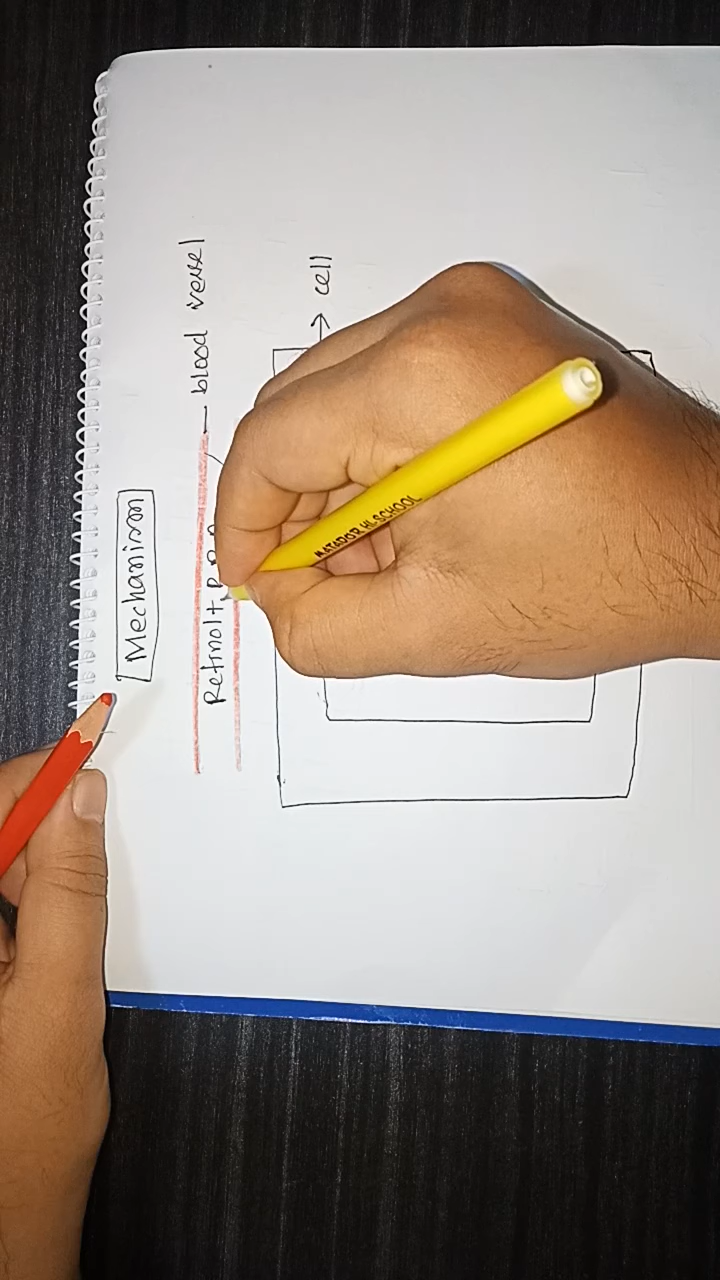 Mechanism
blood vessel
Retinol +
cell
MATADOR HI-SCHOOL